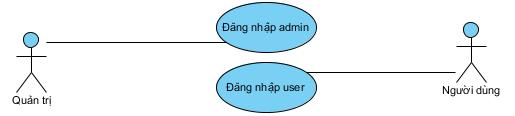 Đăng nhập admin
Đăng nhập user
Quản trị
Người dùng